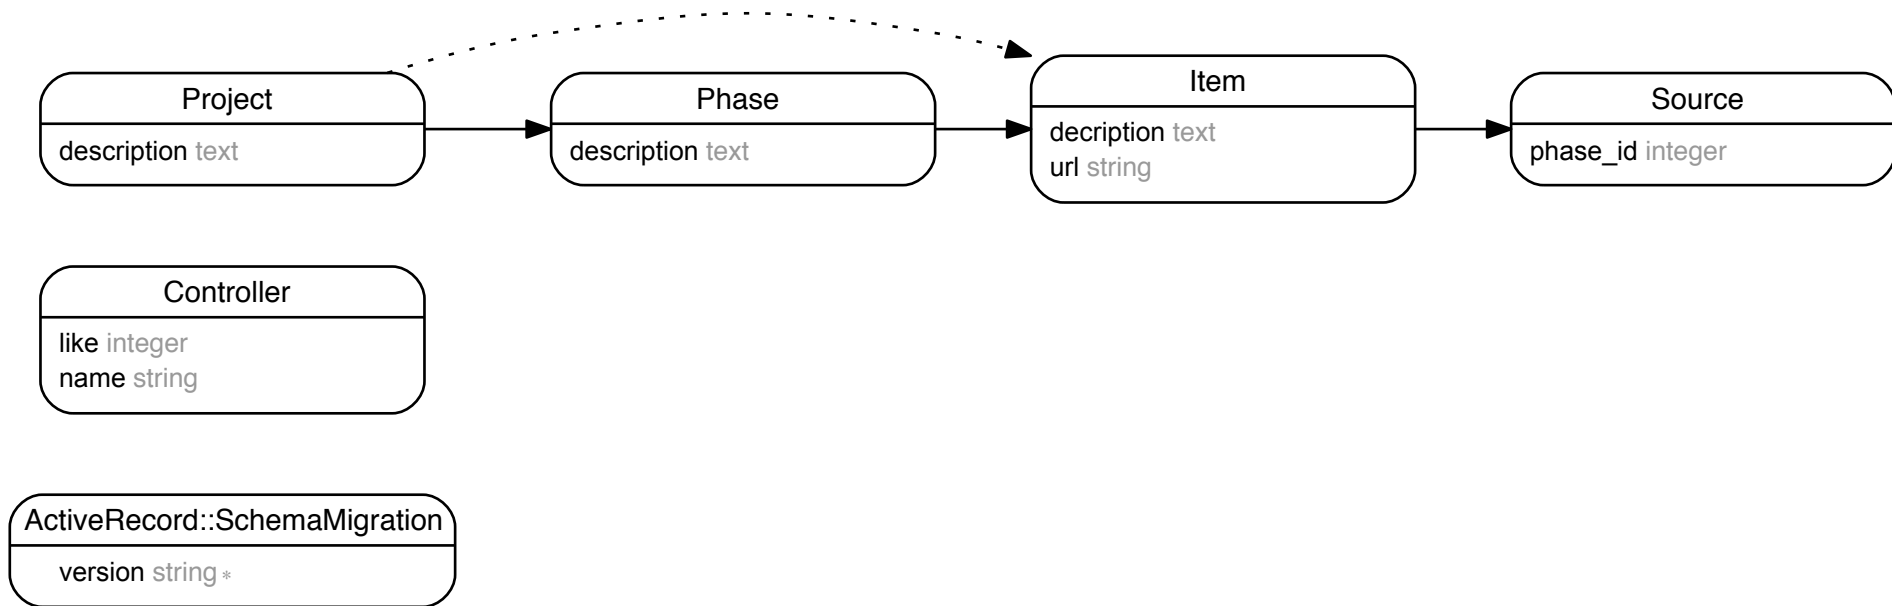 Project
description text
Phase
description text
Item
decription text
url string
Source
phase_id integer
Controller
like integer
name string
ActiveRecord::SchemaMigration
version string *